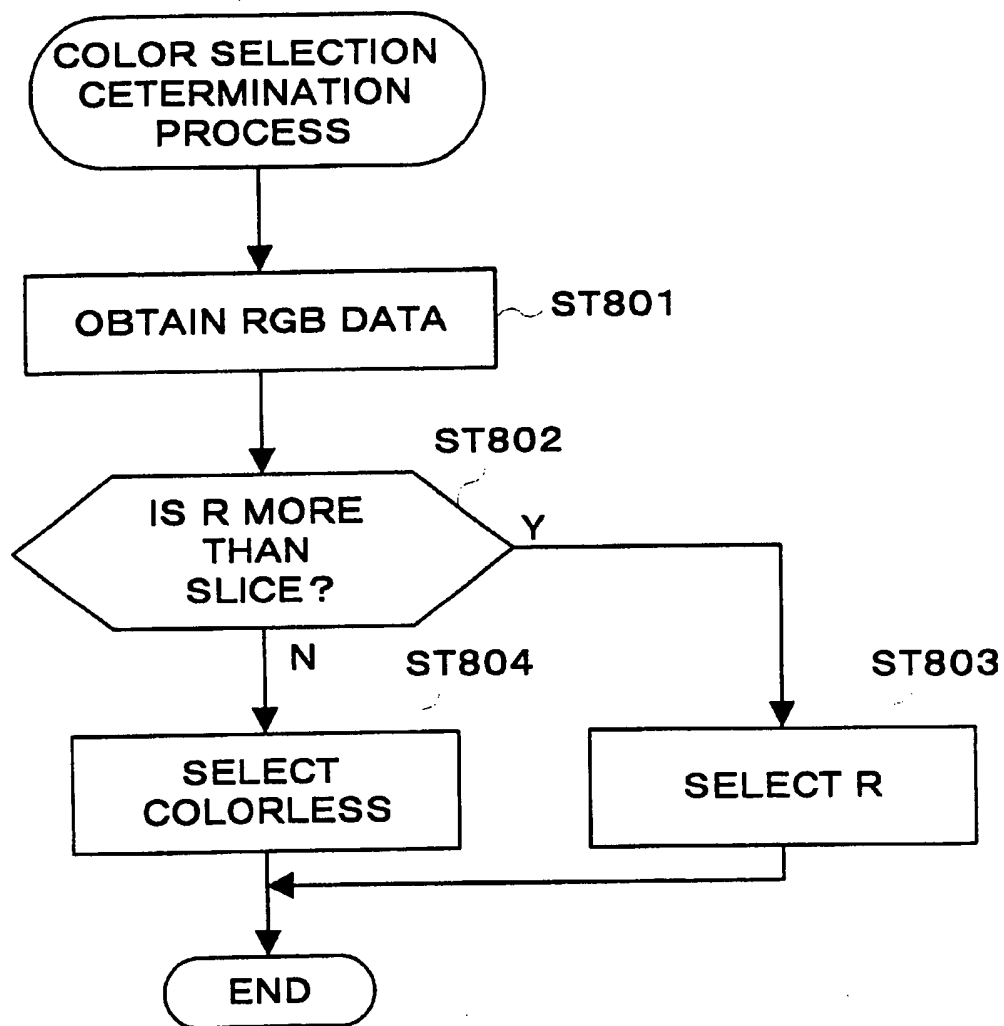 COLOR SELECTION
CETERMINATION
PROCESS
OBTAIN RGB DATA
ST801
ST802
IS R MORE
THAN
SLICE?
Y
N
ST804
ST803
SELECT
COLORLESS
SELECT R
END